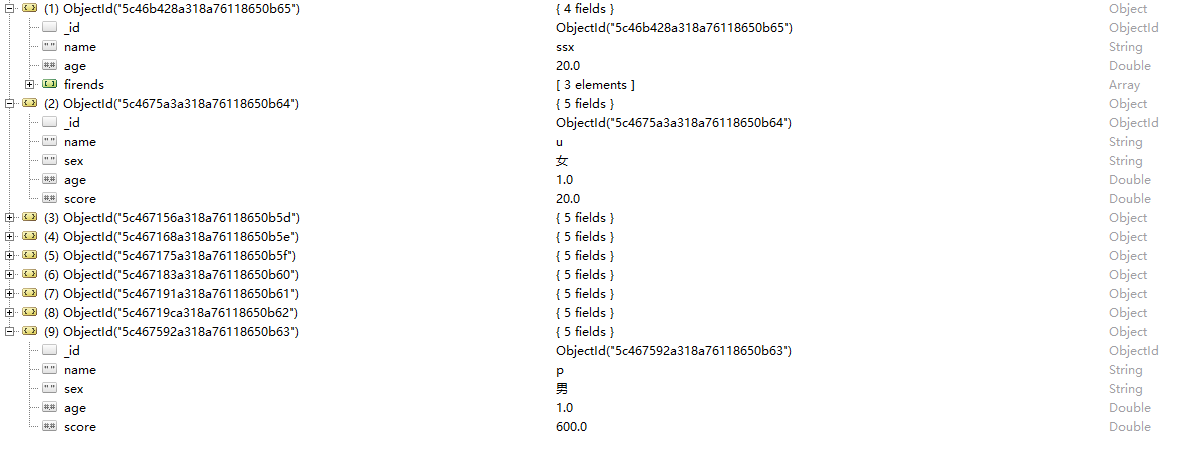 (1) ObjectId("5c46b428a318a76118650b65") { 4 fields } Object
_id ObjectId("5c46b428a318a76118650b65") ObjectId
name ssx String
age 20.0 Double
firends [ 3 elements ] Array
(2) ObjectId("5c4675a3a318a76118650b64") { 5 fields } Object
_id ObjectId("5c4675a3a318a76118650b64") ObjectId
name u String
sex 女 String
age 1.0 Double
score 20.0 Double
(3) ObjectId("5c467156a318a76118650b5d") { 5 fields } Object
(4) ObjectId("5c467168a318a76118650b5e") { 5 fields } Object
(5) ObjectId("5c467175a318a76118650b5f") { 5 fields } Object
(6) ObjectId("5c467183a318a76118650b60") { 5 fields } Object
(7) ObjectId("5c467191a318a76118650b61") { 5 fields } Object
(8) ObjectId("5c46719ca318a76118650b62") { 5 fields } Object
(9) ObjectId("5c467592a318a76118650b63") { 5 fields } Object
_id ObjectId("5c467592a318a76118650b63") ObjectId
name p String
sex 男 String
age 1.0 Double
score 600.0 Double